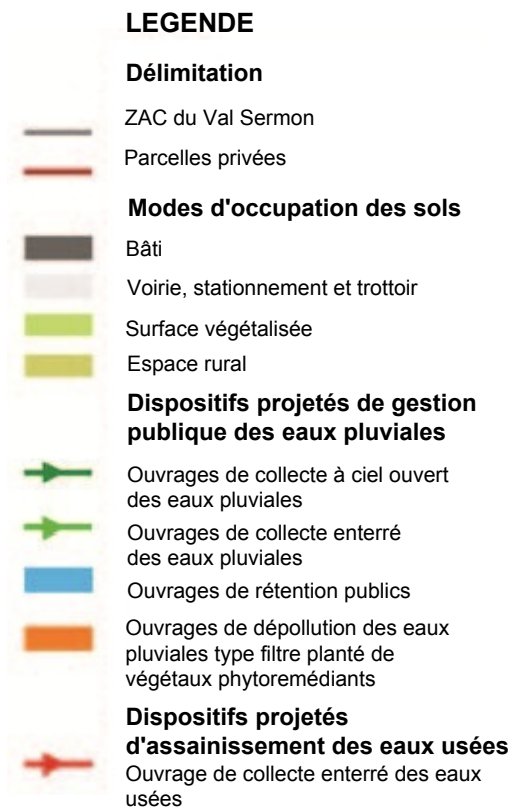 LEGENDE
Délimitation
ZAC du Val Sermon
Parcelles privées
Modes d'occupation des sols
Bâti
Voirie, stationnement et trottoir
Surface végétalisée
Espace rural
Dispositifs projetés de gestion
publique des eaux pluviales
Ouvrages de collecte à ciel ouvert
des eaux pluviales
Ouvrages de collecte enterré
des eaux pluviales
Ouvrages de rétention publics
Ouvrages de dépollution des eaux
pluviales type filtre planté de
végétaux phytoremédiants
Dispositifs projetés
d'assainissement des eaux usées
Ouvrage de collecte enterré des eaux
usées